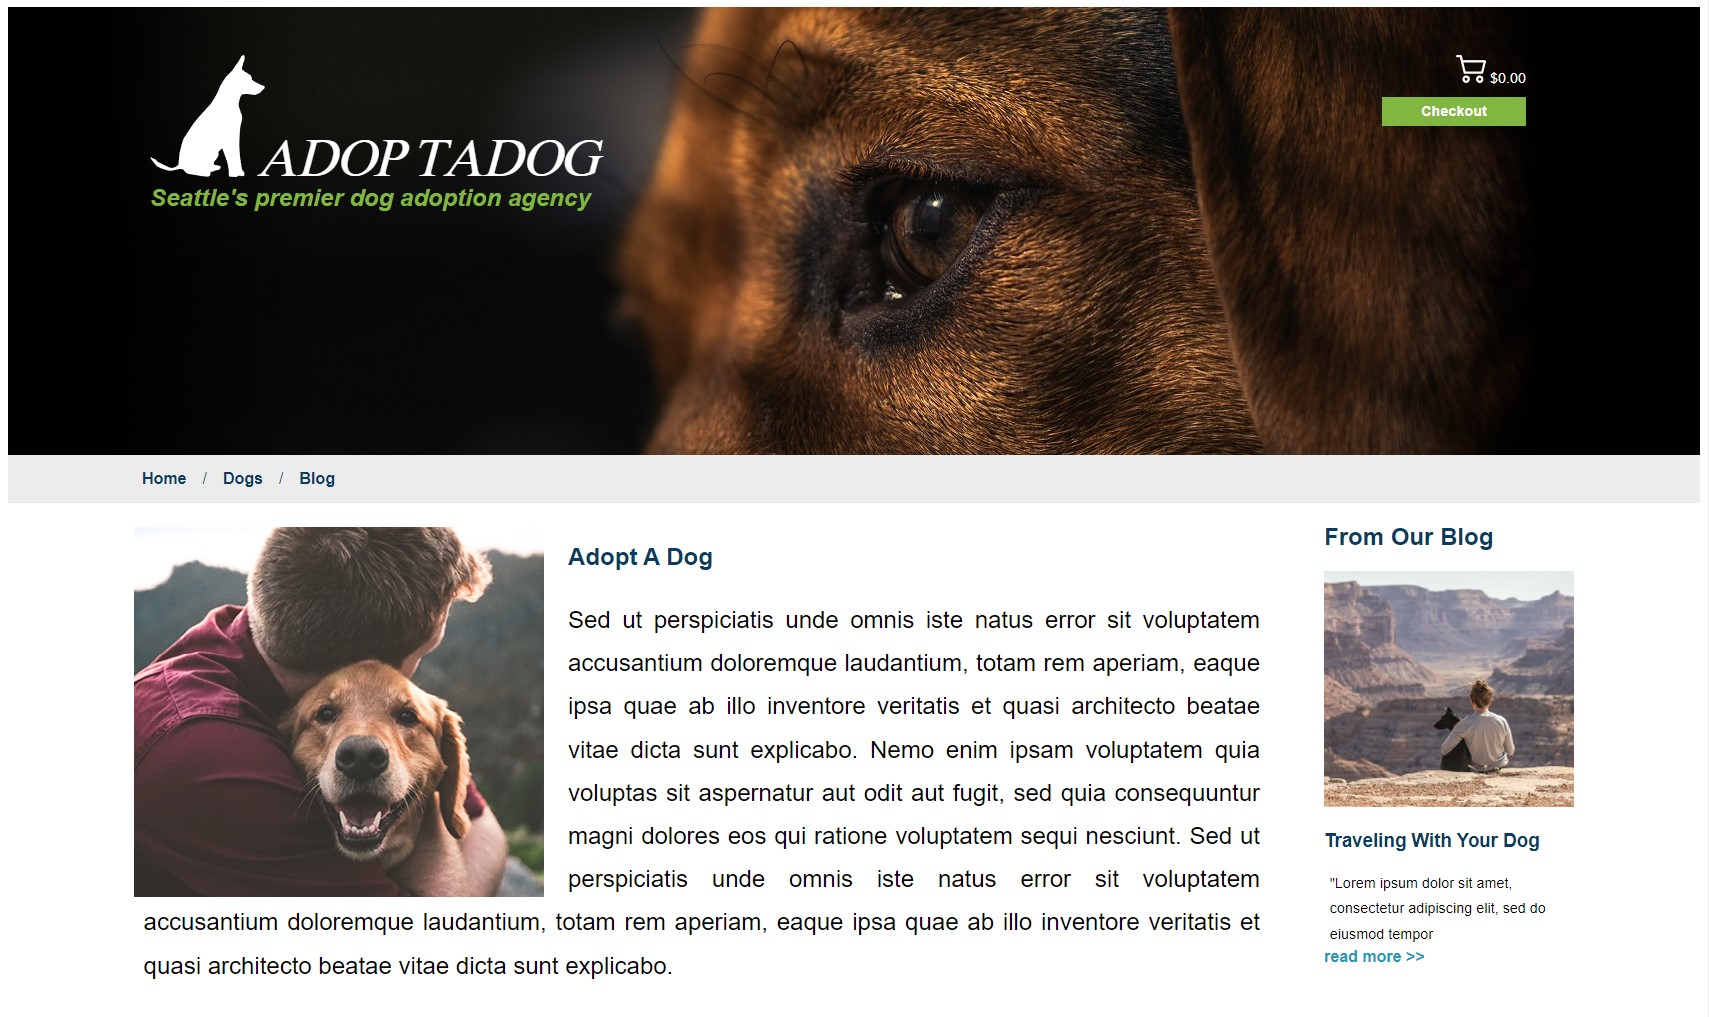 $0.00
Checkout
ADOPTADOG
Seattle's premier dog adoption agency
Home / Dogs / Blog
Adopt A Dog
Sed ut perspiciatis unde omnis iste natus error sit voluptatem
accusantium doloremque laudantium, totam rem aperiam, eaque
ipsa quae ab illo inventore veritatis et quasi architecto beatae
vitae dicta sunt explicabo. Nemo enim ipsam voluptatem quia
voluptas sit aspernatur aut odit aut fugit, sed quia consequuntur
magni dolores eos qui ratione voluptatem sequi nesciunt. Sed ut
perspiciatis unde omnis iste natus error sit voluptatem
accusantium doloremque laudantium, totam rem aperiam, eaque ipsa quae ab illo inventore veritatis et
quasi architecto beatae vitae dicta sunt explicabo.
From Our Blog
Traveling With Your Dog
"Lorem ipsum dolor sit amet,
consectetur adipiscing elit, sed do
eiusmod tempor
read more >>